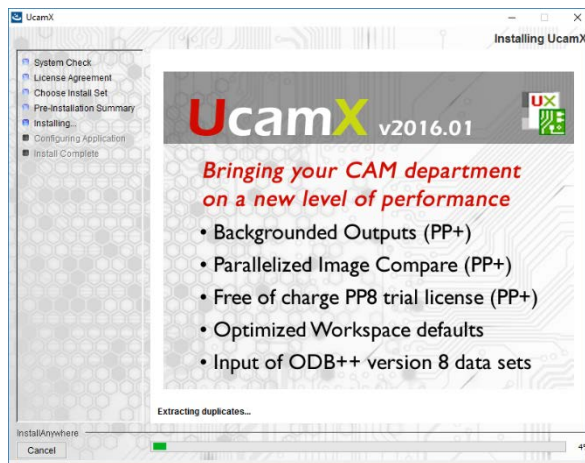 UcamX
Installing UcamX
System Check
License Agreement
Choose Install Set
Pre-Installation Summary
Installing...
Configuring Application
Install Complete
UcamX v2016.01
UX
Bringing your CAM department
on a new level of performance
• Backgrounded Outputs (PP+)
• Parallelized Image Compare (PP+)
• Free of charge PP8 trial license (PP+)
• Optimized Workspace defaults
• Input of ODB++ version 8 data sets
Extracting duplicates...
InstallAnywhere
Cancel